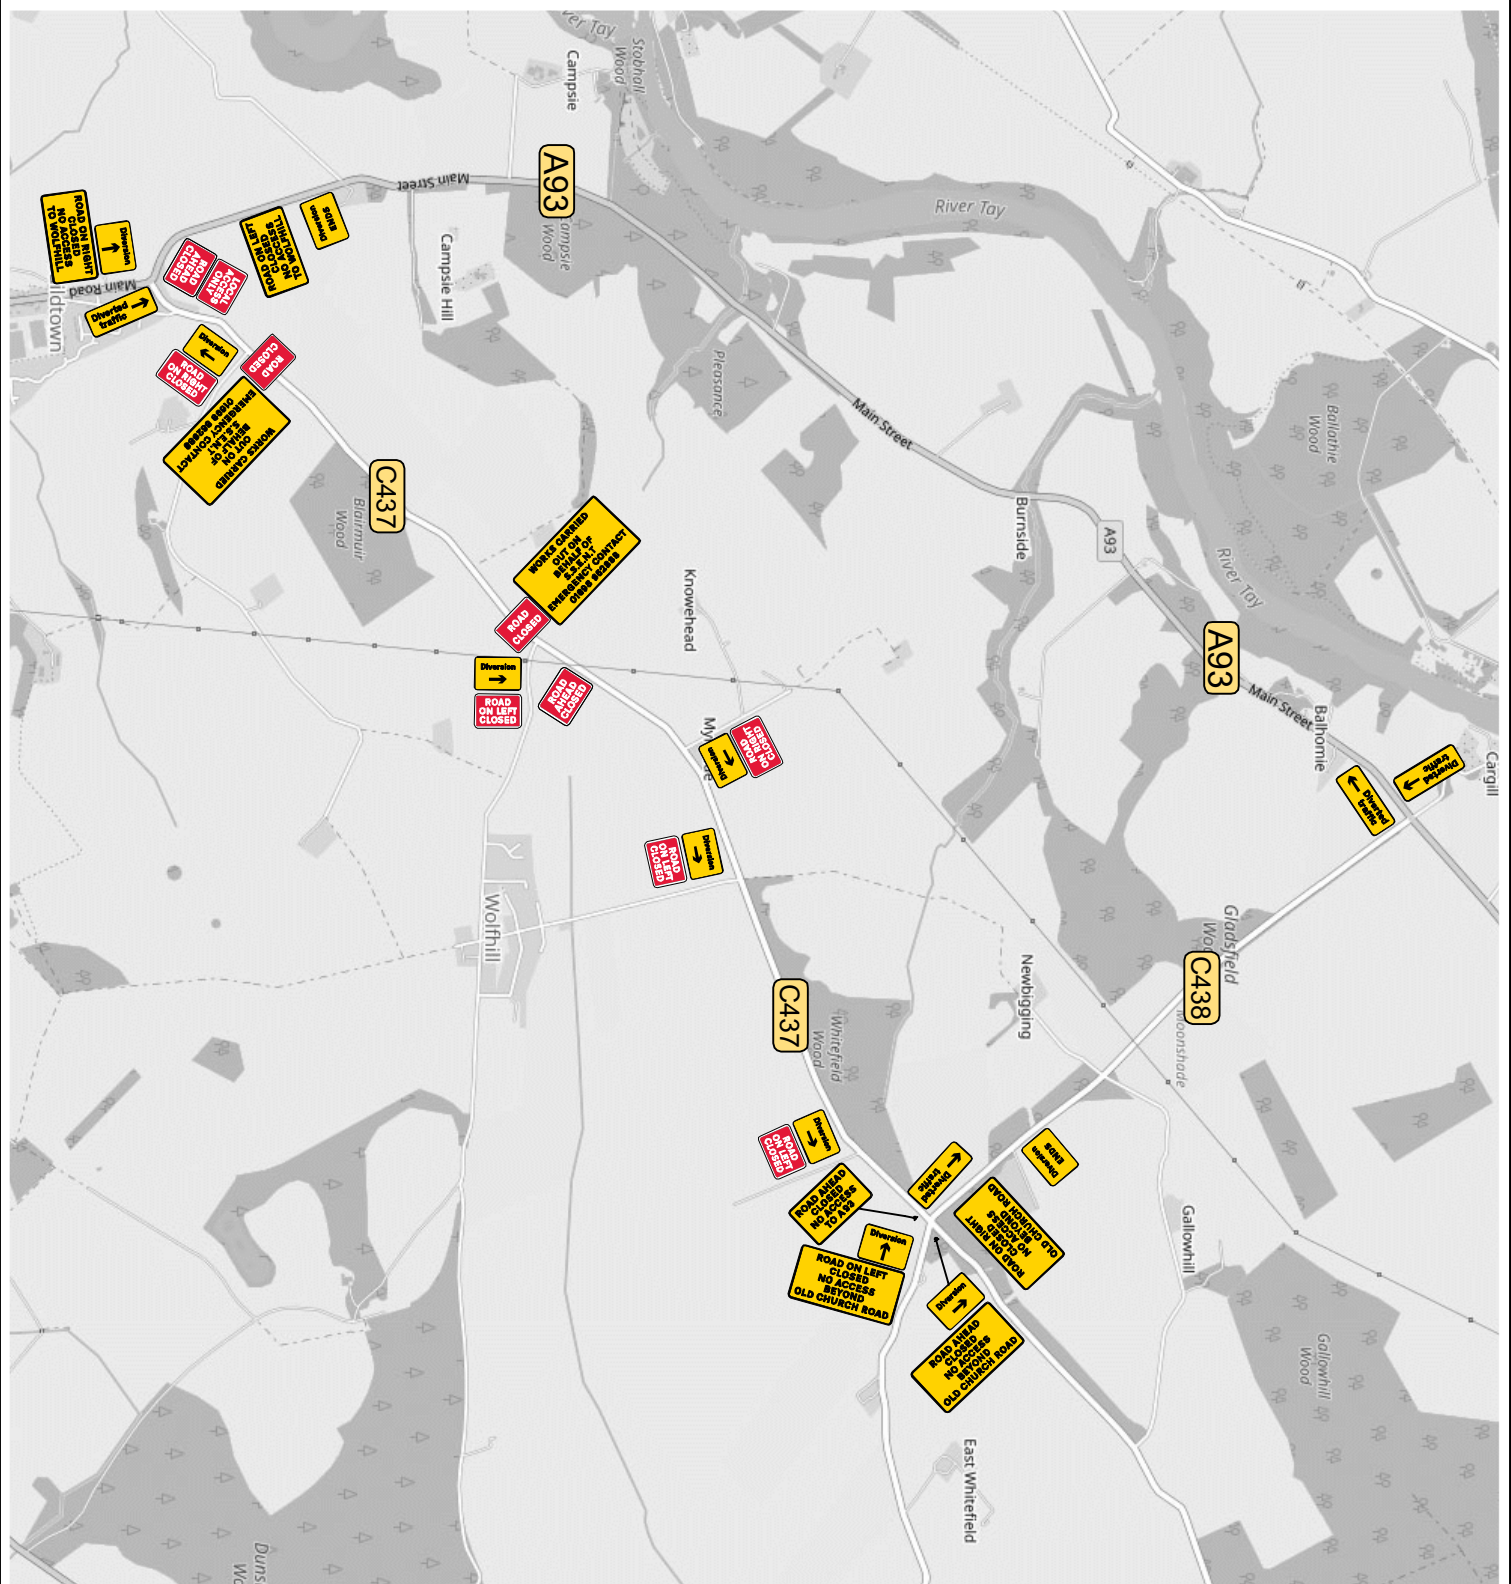 River Tay
Stobhall
Wood
Campsie
A93
Main Street
Campsie
Wood
River Tay
Campsie Hill
Diversion
ENDS
ROAD ON LEFT
CLOSED
NO ACCESS
TO WOLFHILL
ROAD ON RIGHT
CLOSED
NO ACCESS
TO WOLFHILL
Diversion
ROAD
AHEAD
CLOSED
LOCAL
ACCESS
ONLY
Main Road
Diverted
traffic
ildtown
Diversion
ROAD
ON RIGHT
CLOSED
ROAD
CLOSED
WORKS CARRIED
OUT ON
BEHALF OF
S.S.E.N.T
EMERGENCY CONTACT
Pleasance
Main Street
Ballathie
Wood
C437
Blairmuir
Wood
Burnside
A93
River Tay
WORKS CARRIED
OUT ON
BEHALF OF
S.S.E.N.T
EMERGENCY CONTACT
ROAD
CLOSED
Knowehead
A93
Main Street
Balhomie
Cargill
Diversion
ROAD
ON LEFT
CLOSED
ROAD
AHEAD
CLOSED
ROAD
ON RIGHT
CLOSED
Diversion
Diverted
traffic
Diverted
traffic
ROAD
ON LEFT
CLOSED
Diversion
Wolfhill
Gladsfield
C438
Moonshade
Newbigging
C437
Whitefield
Wood
Diversion
ROAD
ON LEFT
CLOSED
ROAD AHEAD
CLOSED
NO ACCESS
TO A93
Diverted
traffic
Diversion
ENDS
ROAD ON RIGHT
CLOSED
NO ACCESS
BEYOND
OLD CHURCH ROAD
Gallowhill
Diversion
ROAD ON LEFT
CLOSED
NO ACCESS
BEYOND
OLD CHURCH ROAD
Diversion
ROAD AHEAD
CLOSED
NO ACCESS
BEYOND
OLD CHURCH ROAD
Gallowhill
Wood
East Whitefield
Duns
Wo